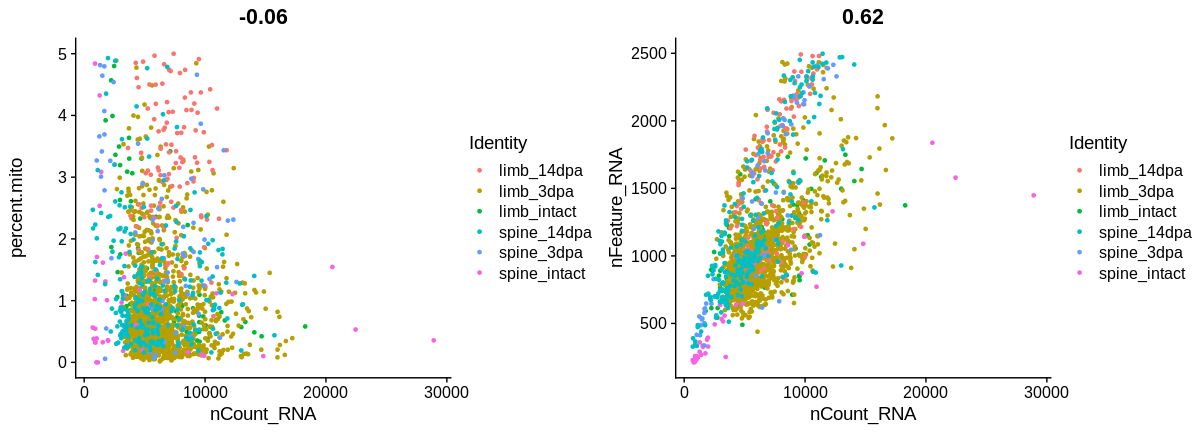 -0.06
percent.mito
5
4
3
2
1
0
0
10000
20000
30000
nCount_RNA
Identity
limb_14dpa
limb_3dpa
limb_intact
spine_14dpa
spine_3dpa
spine_intact
0.62
nFeature_RNA
2500
2000
1500
1000
500
0
10000
20000
30000
nCount_RNA
Identity
limb_14dpa
limb_3dpa
limb_intact
spine_14dpa
spine_3dpa
spine_intact